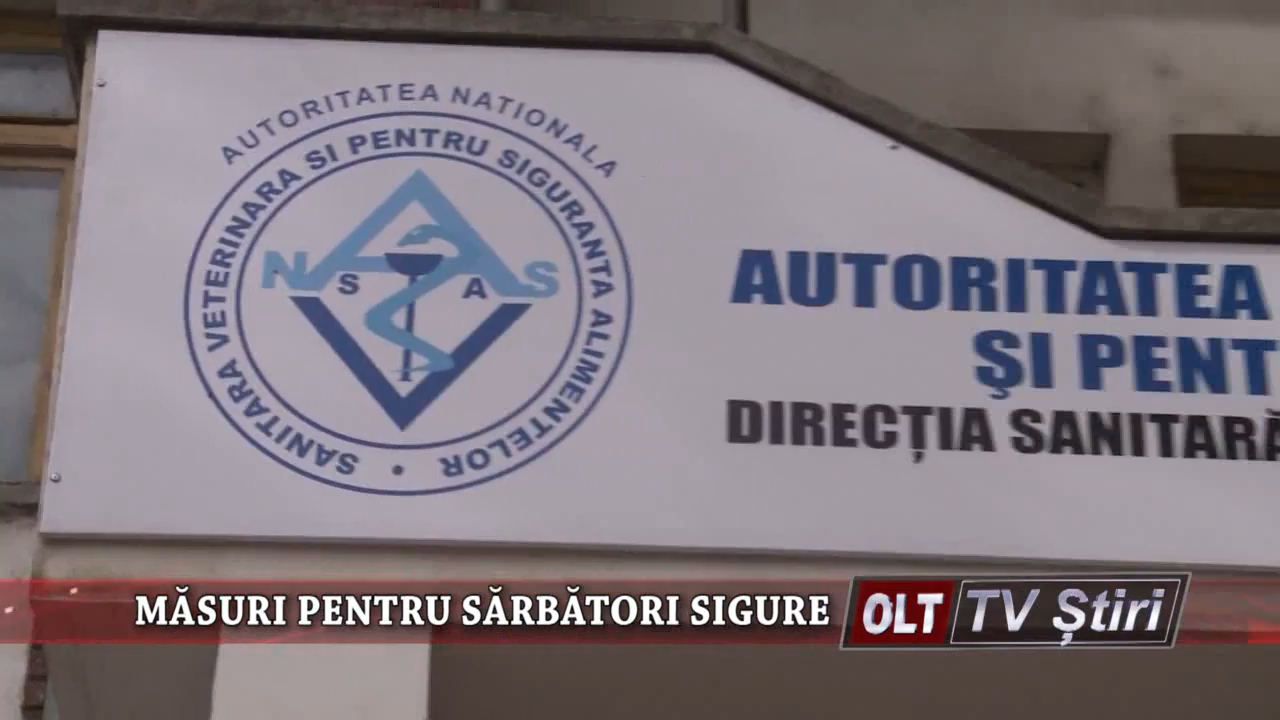 AUTORITATEA NATIONALA
SANITARA VETERINARA SI PENTRU SIGURANTA ALIMENTELOR •
N S A S
AUTORITATEA
ŞI PENT
DIRECȚIA SANITARĂ
MĂSURI PENTRU SĂRBĂTORI SIGURE
OLT TV Știri